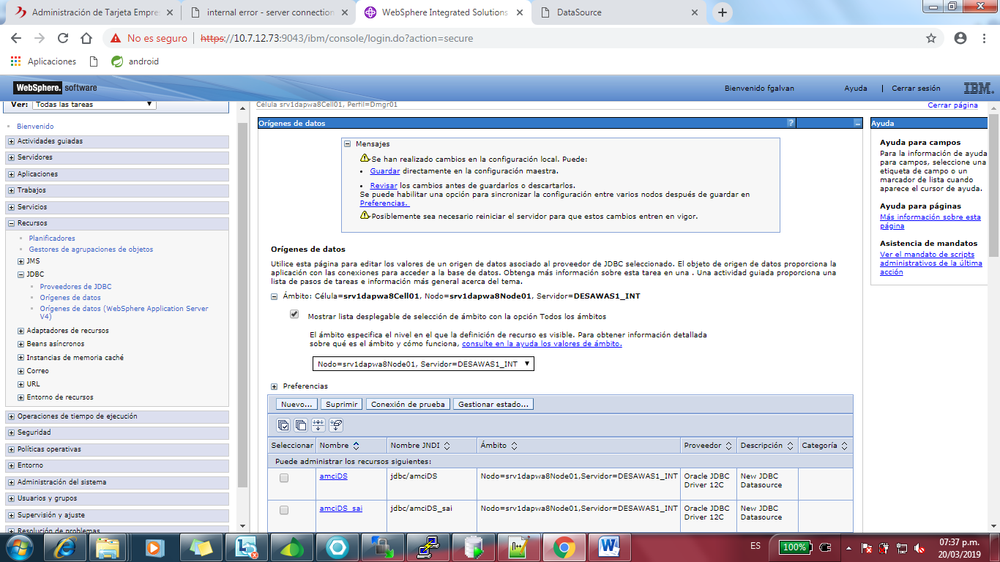 Administración de Tarjeta Empre
internal error - server connection
WebSphere Integrated Solutions
DataSource
No es seguro
https://10.7.12.73:9043/ibm/console/login.do?action=secure
Aplicaciones
android
WebSphere. software
Bienvenido fgalvan
Ayuda
Cerrar sesión
IBM.
Ver: Todas las tareas
Bienvenido
Actividades guiadas
Servidores
Aplicaciones
Trabajos
Servicios
Recursos
Planificadores
Gestores de agrupaciones de objetos
JMS
JDBC
Proveedores de JDBC
Orígenes de datos
Orígenes de datos (WebSphere Application Server
V4)
Adaptadores de recursos
Beans asíncronos
Instancias de memoria caché
Correo
URL
Entorno de recursos
Operaciones de tiempo de ejecución
Seguridad
Políticas operativas
Entorno
Administración del sistema
Usuarios y grupos
Supervisión y ajuste
Resolución de problemas
Célula srv1dapwa8Cell01, Perfil=Dmgr01
Cerrar página
Orígenes de datos
?
Mensajes
Se han realizado cambios en la configuración local. Puede:
Guardar directamente en la configuración maestra.
Revisar los cambios antes de guardarlos o descartarlos.
Se puede habilitar una opción para sincronizar la configuración entre varios nodos después de guardar en
Preferencias.
Posiblemente sea necesario reiniciar el servidor para que estos cambios entren en vigor.
Orígenes de datos
Utilice esta página para editar los valores de un origen de datos asociado al proveedor de JDBC seleccionado. El objeto de origen de datos proporciona la
aplicación con las conexiones para acceder a la base de datos. Obtenga más información sobre esta tarea en una . Una actividad guiada proporciona una
lista de pasos de tareas e información más general acerca del tema.
Ámbito: Célula=srv1dapwa8Cell01, Nodo=srv1dapwa8Node01, Servidor=DESAWAS1_INT
Mostrar lista desplegable de selección de ámbito con la opción Todos los ámbitos
El ámbito especifica el nivel en el que la definición de recurso es visible. Para obtener información detallada
sobre qué es el ámbito y cómo funciona, consulte en la ayuda los valores de ámbito.
Nodo=srv1dapwa8Node01, Servidor=DESAWAS1_INT
Preferencias
Nuevo... Suprimir Conexión de prueba Gestionar estado...
Seleccionar Nombre Nombre JNDI Ámbito Proveedor Descripción Categoría
Puede administrar los recursos siguientes:
amciDS jdbc/amciDS Nodo=srv1dapwa8Node01,Servidor=DESAWAS1_INT Oracle JDBC New JDBC
Driver 12C Datasource
amciDS_sai jdbc/amciDS_sai Nodo=srv1dapwa8Node01,Servidor=DESAWAS1_INT Oracle JDBC New JDBC
Driver 12C Datasource
Ayuda
Ayuda para campos
Para la información de ayuda
para campos, seleccione una
etiqueta de campo o un
marcador de lista cuando
aparece el cursor de ayuda.
Ayuda para páginas
Más información sobre esta
página
Asistencia de mandatos
Ver el mandato de scripts
administrativos de la última
acción
ES
100%
07:37 p.m.
20/03/2019